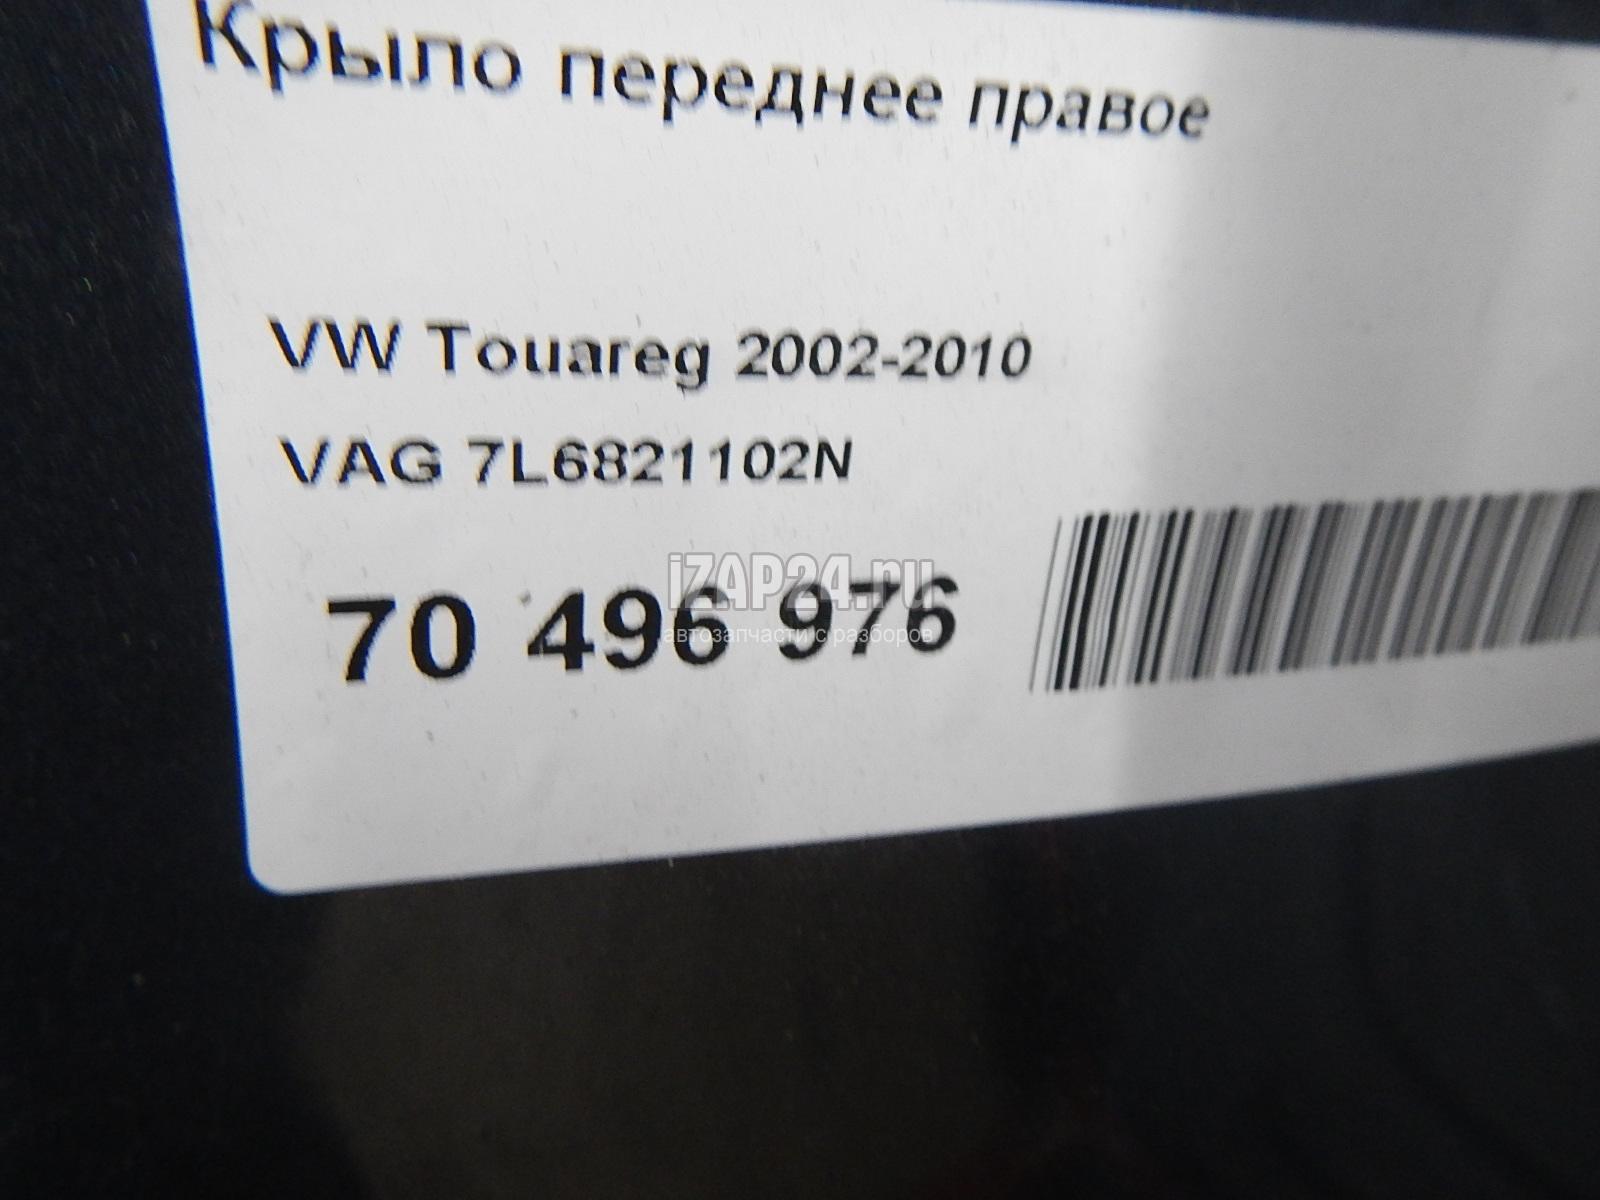 Крыло переднее правое
VW Touareg 2002-2010
VAG 7L6821102N
iZAP24.ru
автозапчасти с разборов
70 496 976